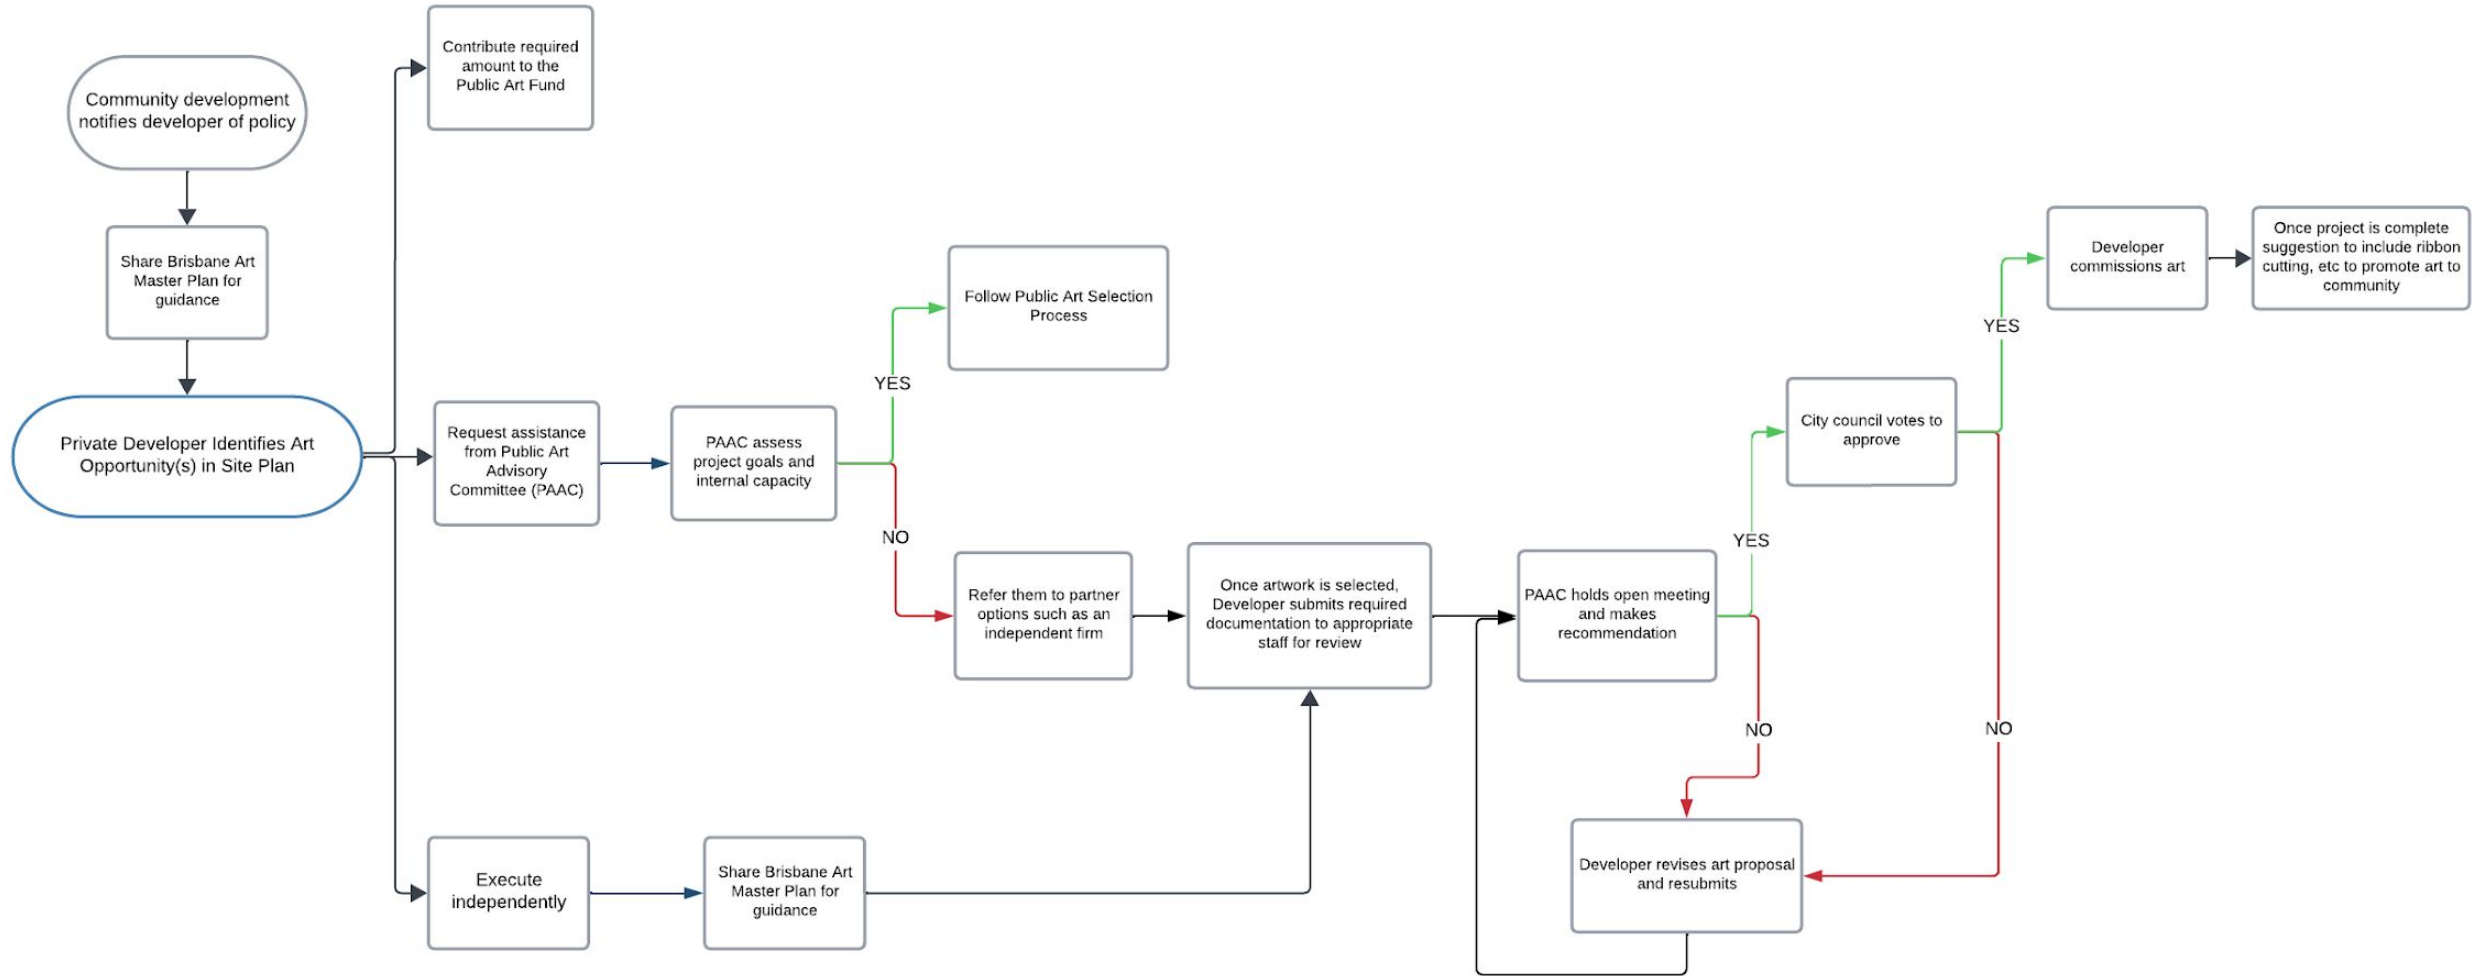 Community development
notifies developer of policy
Share Brisbane Art
Master Plan for
guidance
Private Developer Identifies Art
Opportunity(s) in Site Plan
Contribute required
amount to the
Public Art Fund
Request assistance
from Public Art
Advisory
Committee (PAAC)
PAAC assess
project goals and
internal capacity
YES
Follow Public Art Selection
Process
NO
Refer them to partner
options such as an
independent firm
Execute
independently
Share Brisbane Art
Master Plan for
guidance
Once artwork is selected,
Developer submits required
documentation to appropriate
staff for review
PAAC holds open meeting
and makes
recommendation
YES
City council votes to
approve
NO
Developer revises art proposal
and resubmits
YES
Developer
commissions art
Once project is complete
suggestion to include ribbon
cutting, etc to promote art to
community
NO